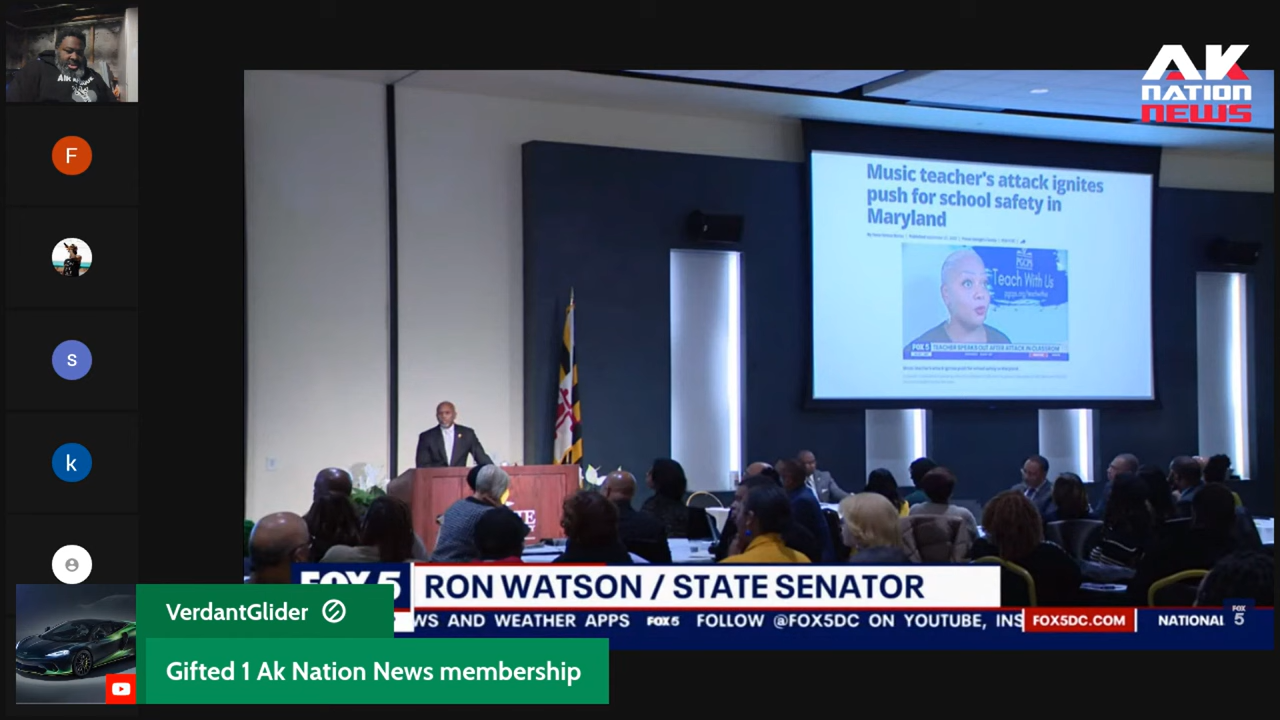 AK
NATION
NEWS
F
s
k
Music teacher's attack ignites
push for school safety in
Maryland
PGCPS
Teach With Us
FOX 5
TEACHER SPEAKS OUT AFTER ATTACK IN CLASSROOM
FOX 5
RON WATSON / STATE SENATOR
WS AND WEATHER APPS FOX 5 FOLLOW @FOX5DC ON YOUTUBE, INS
FOX5DC.COM
NATIONAL
FOX
5
VerdantGlider
Gifted 1 Ak Nation News membership